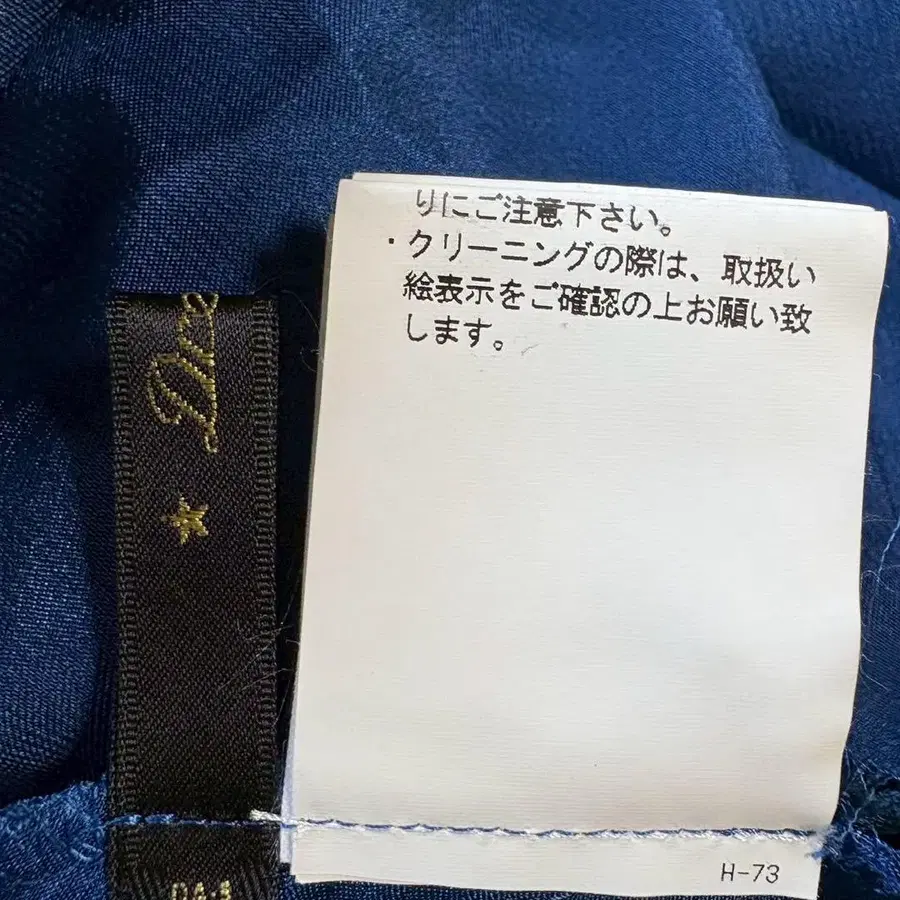 りにご注意下さい。
・クリーニングの際は、取扱い
絵表示をご確認の上お願い致
します。
H-73